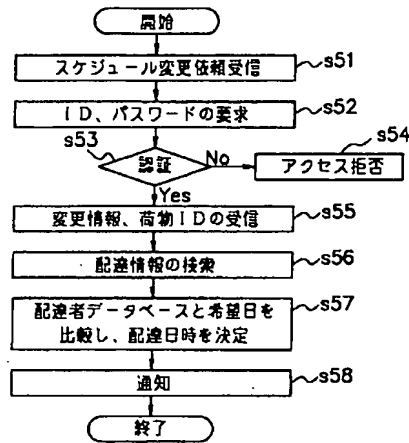 開始
スケジュール変更依頼受信
s51
ID、パスワードの要求
s52
s53
認証
No
s54
アクセス拒否
Yes
変更情報、荷物IDの受信
s55
配達情報の検索
s56
配達者データベースと希望日を
比較し、配達日時を決定
s57
通知
s58
終了